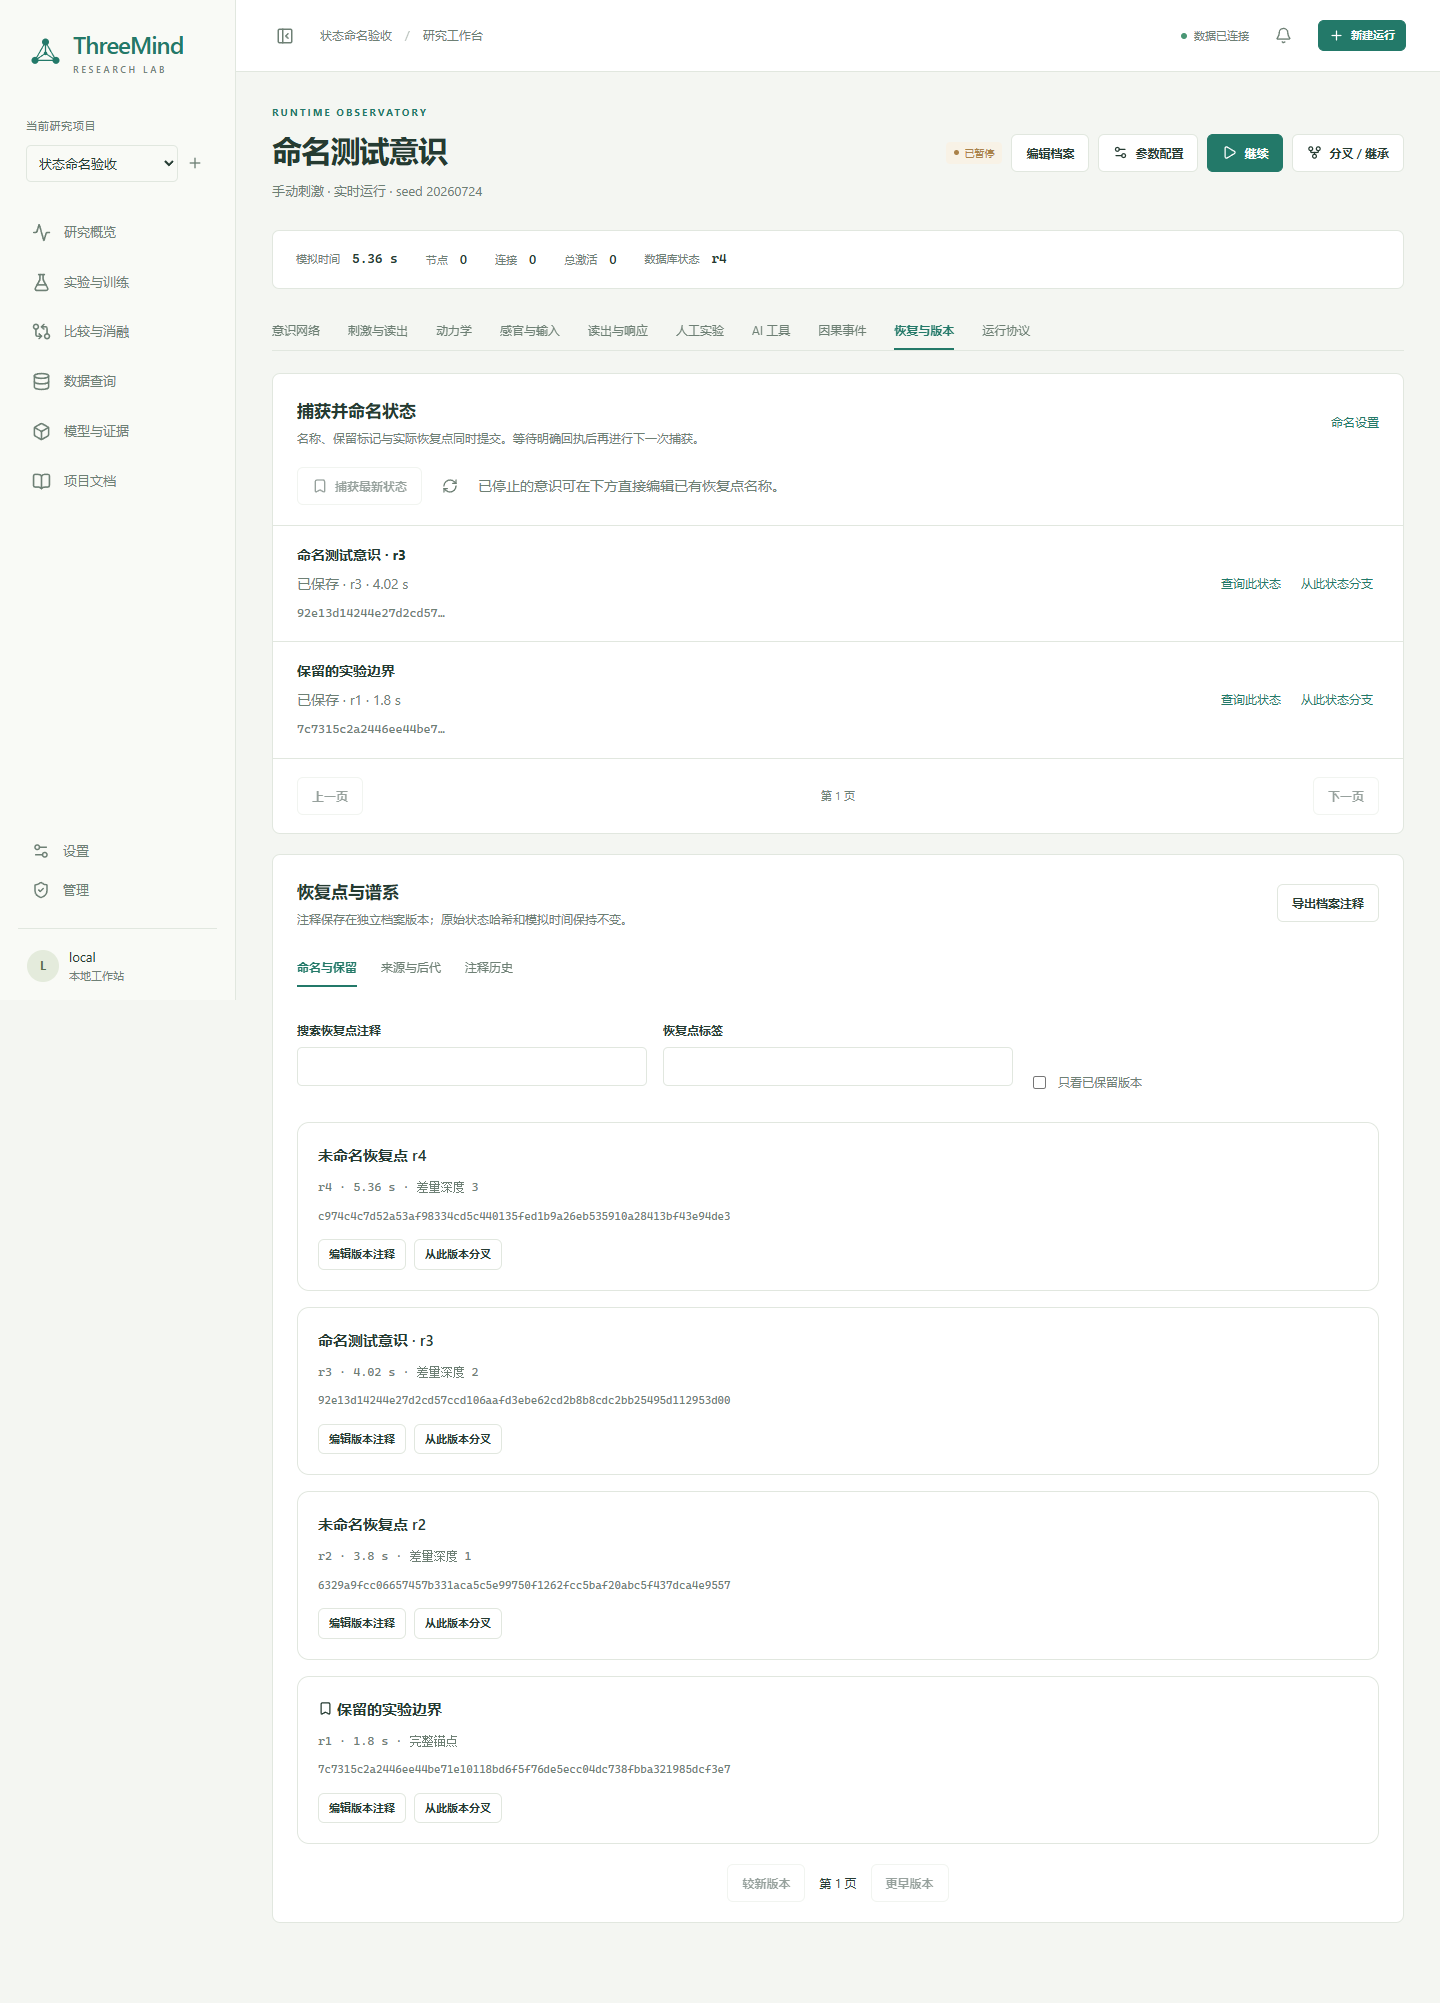 ThreeMind
RESEARCH LAB
当前研究项目
状态命名验收
研究概览
实验与训练
比较与消融
数据查询
模型与证据
项目文档
设置
管理
L
local
本地工作站
状态命名验收 / 研究工作台
数据已连接
新建运行
RUNTIME OBSERVATORY
命名测试意识
手动刺激 · 实时运行 · seed 20260724
已暂停
编辑档案
参数配置
继续
分叉 / 继承
模拟时间 5.36 s 节点 0 连接 0 总激活 0 数据库状态 r4
意识网络 刺激与读出 动力学 感官与输入 读出与响应 人工实验 AI 工具 因果事件 恢复与版本 运行协议
捕获并命名状态
名称、保留标记与实际恢复点同时提交。等待明确回执后再进行下一次捕获。
命名设置
捕获最新状态
已停止的意识可在下方直接编辑已有恢复点名称。
命名测试意识 · r3
已保存 · r3 · 4.02 s
92e13d14244e27d2cd57…
查询此状态 从此状态分支
保留的实验边界
已保存 · r1 · 1.8 s
7c7315c2a2446ee44be7…
查询此状态 从此状态分支
上一页 第 1 页 下一页
恢复点与谱系
注释保存在独立档案版本；原始状态哈希和模拟时间保持不变。
导出档案注释
命名与保留 来源与后代 注释历史
搜索恢复点注释
恢复点标签
只看已保留版本
未命名恢复点 r4
r4 · 5.36 s · 差量深度 3
c974c4c7d52a53af98334cd5c440135fed1b9a26eb535910a28413bf43e94de3
编辑版本注释 从此版本分叉
命名测试意识 · r3
r3 · 4.02 s · 差量深度 2
92e13d14244e27d2cd57ccd106aafd3ebe62cd2b8b8cdc2bb25495d112953d00
编辑版本注释 从此版本分叉
未命名恢复点 r2
r2 · 3.8 s · 差量深度 1
6329a9fcc06657457b331aca5c5e99750f1262fcc5baf20abc5f437dca4e9557
编辑版本注释 从此版本分叉
保留的实验边界
r1 · 1.8 s · 完整锚点
7c7315c2a2446ee44be71e10118bd6f5f76de5ecc04dc738fbba321985dcf3e7
编辑版本注释 从此版本分叉
较新版本 第 1 页 更早版本